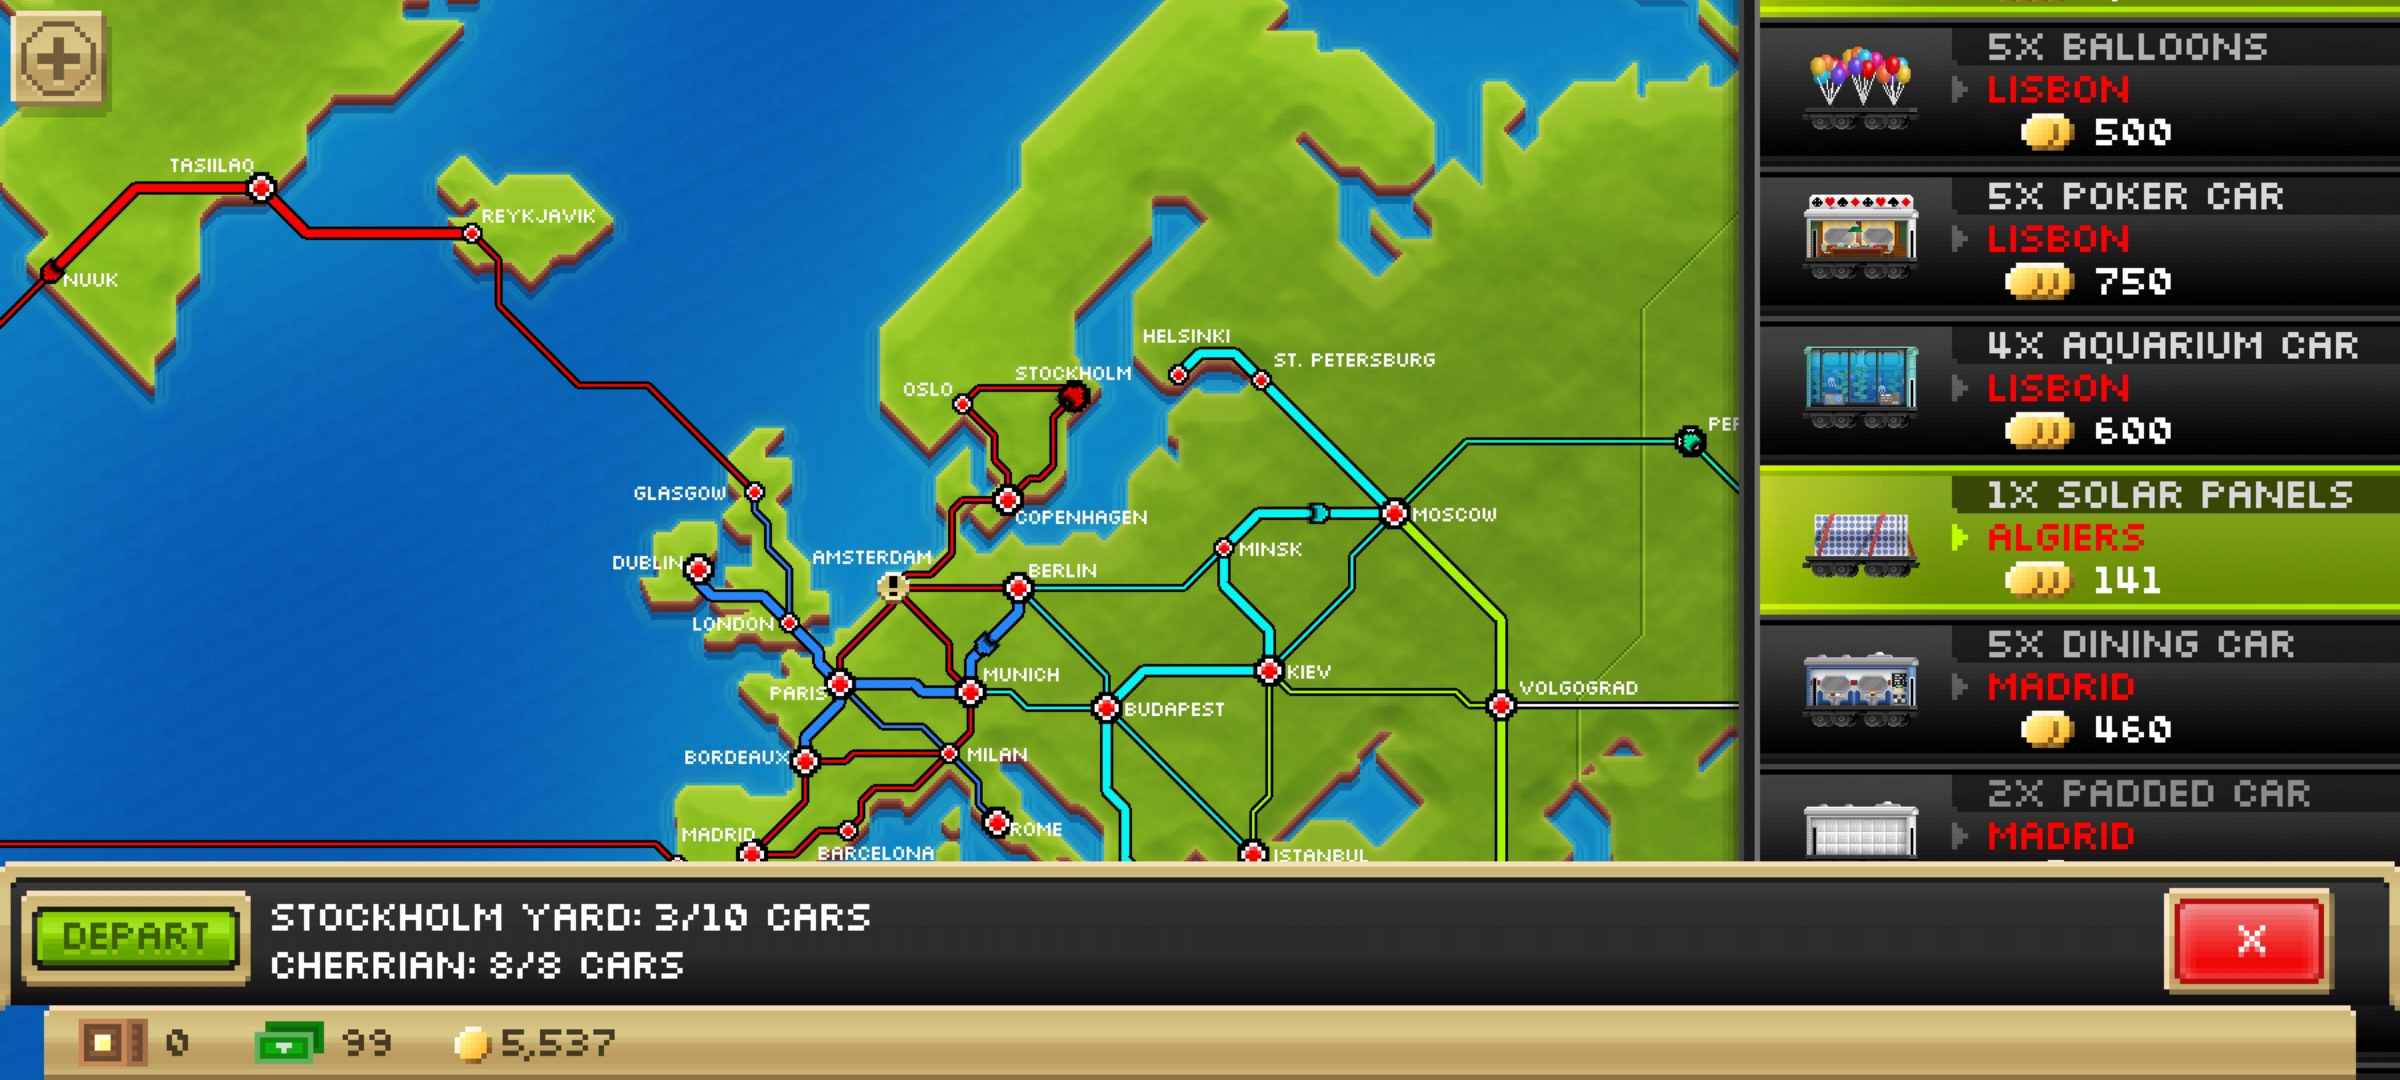 TASIILAQ
REYKJAVIK
NUUK
HELSINKI
ST. PETERSBURG
STOCKHOLM
OSLO
GLASGOW
COPENHAGEN
MOSCOW
DUBLIN
AMSTERDAM
MINSK
BERLIN
LONDON
MUNICH
KIEV
PARIS
VOLGOGRAD
BUDAPEST
BORDEAUX
MILAN
MADRID
ROME
BARCELONA
ISTANBUL
5X BALLOONS
LISBON
500
5X POKER CAR
LISBON
750
4X AQUARIUM CAR
LISBON
600
1X SOLAR PANELS
ALGIERS
141
5X DINING CAR
MADRID
460
2X PADDED CAR
MADRID
DEPART
STOCKHOLM YARD: 3/10 CARS
CHERRIAN: 8/8 CARS
X
0
99
5,537